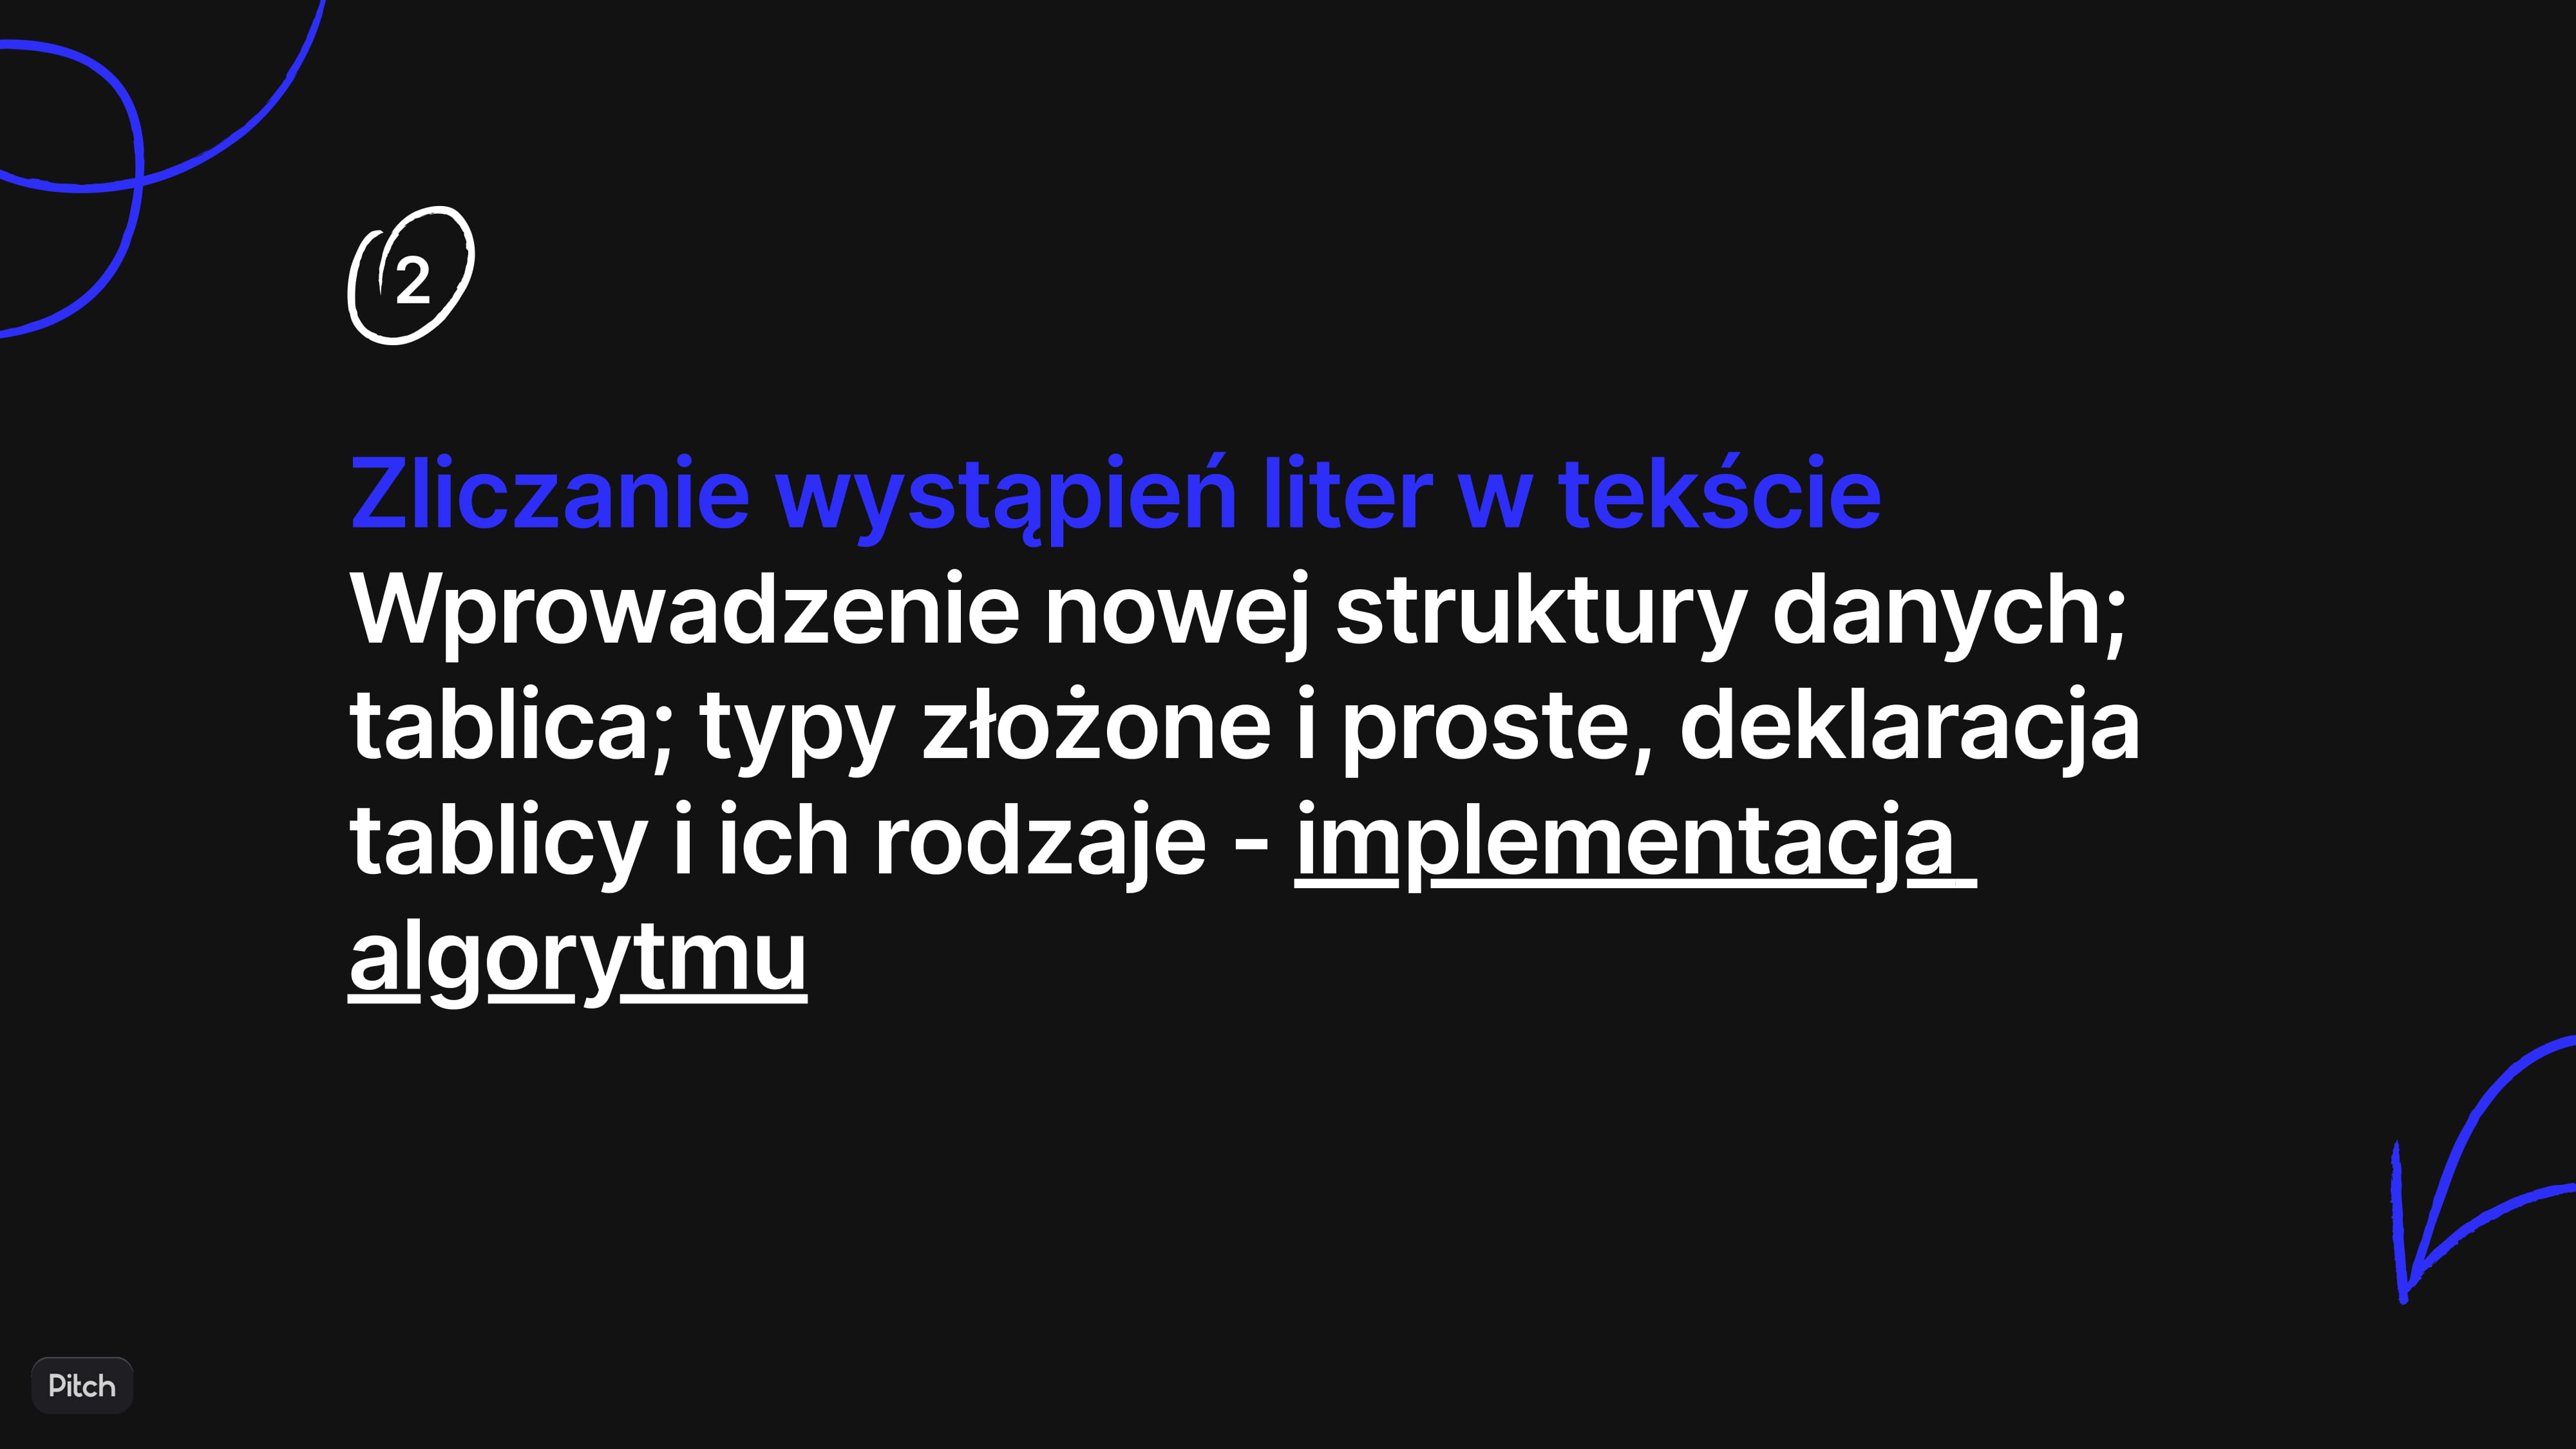 2
Zliczanie wystąpień liter w tekście
Wprowadzenie nowej struktury danych;
tablica; typy złożone i proste, deklaracja
tablicy i ich rodzaje - implementacja
algorytmu
Pitch